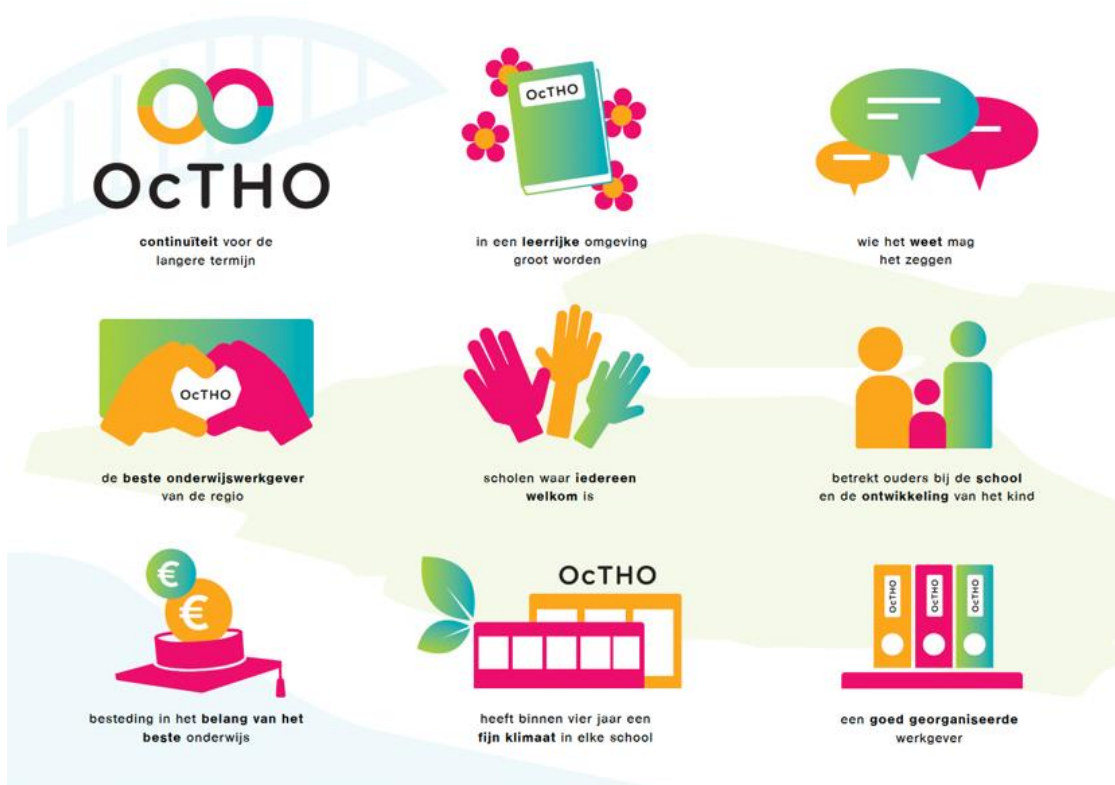 OcTHO
continuïteit voor de
langere termijn
OcTHO
in een leerrijke omgeving
groot worden
wie het weet mag
het zeggen
OcTHO
de beste onderwijswerkgever
van de regio
scholen waar iedereen
welkom is
betrekt ouders bij de school
en de ontwikkeling van het kind
€
€
besteding in het belang van het
beste onderwijs
OcTHO
heeft binnen vier jaar een
fijn klimaat in elke school
OcTHO
OcTHO
OcTHO
een goed georganiseerde
werkgever